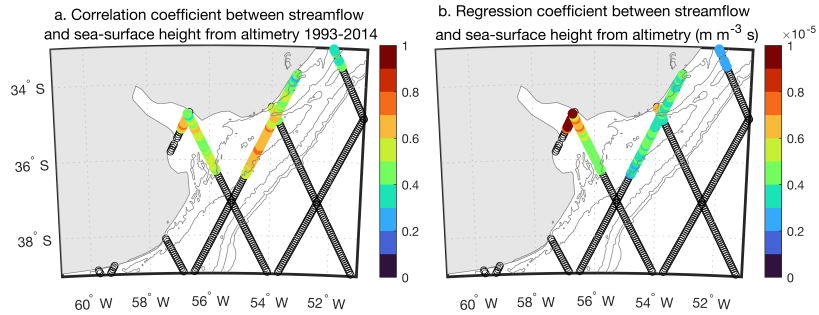 a. Correlation coefficient between streamflow
and sea-surface height from altimetry 1993-2014
34° S
36° S
38° S
60° W
58° W
56° W
54° W
52° W
1
0.8
0.6
0.4
0.2
0
b. Regression coefficient between streamflow
and sea-surface height from altimetry (m m⁻³ s)
60° W
58° W
56° W
54° W
52° W
×10⁻⁵
1
0.8
0.6
0.4
0.2
0